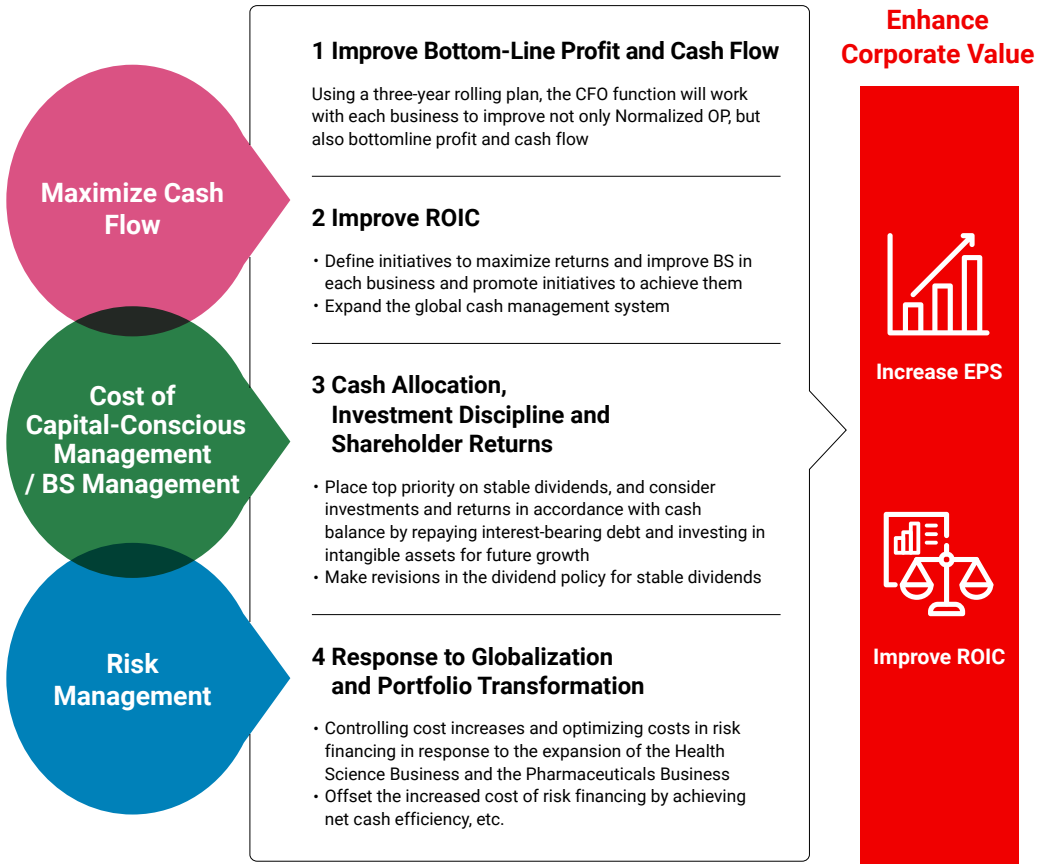 Maximize Cash
Flow
Cost of
Capital-Conscious
Management
/ BS Management
Risk
Management
1 Improve Bottom-Line Profit and Cash Flow
Using a three-year rolling plan, the CFO function will work
with each business to improve not only Normalized OP, but
also bottomline profit and cash flow
2 Improve ROIC
・Define initiatives to maximize returns and improve BS in
each business and promote initiatives to achieve them
・Expand the global cash management system
3 Cash Allocation,
Investment Discipline and
Shareholder Returns
・Place top priority on stable dividends, and consider
investments and returns in accordance with cash
balance by repaying interest-bearing debt and investing in
intangible assets for future growth
・Make revisions in the dividend policy for stable dividends
4 Response to Globalization
and Portfolio Transformation
・Controlling cost increases and optimizing costs in risk
financing in response to the expansion of the Health
Science Business and the Pharmaceuticals Business
・Offset the increased cost of risk financing by achieving
net cash efficiency, etc.
Enhance
Corporate Value
Increase EPS
Improve ROIC